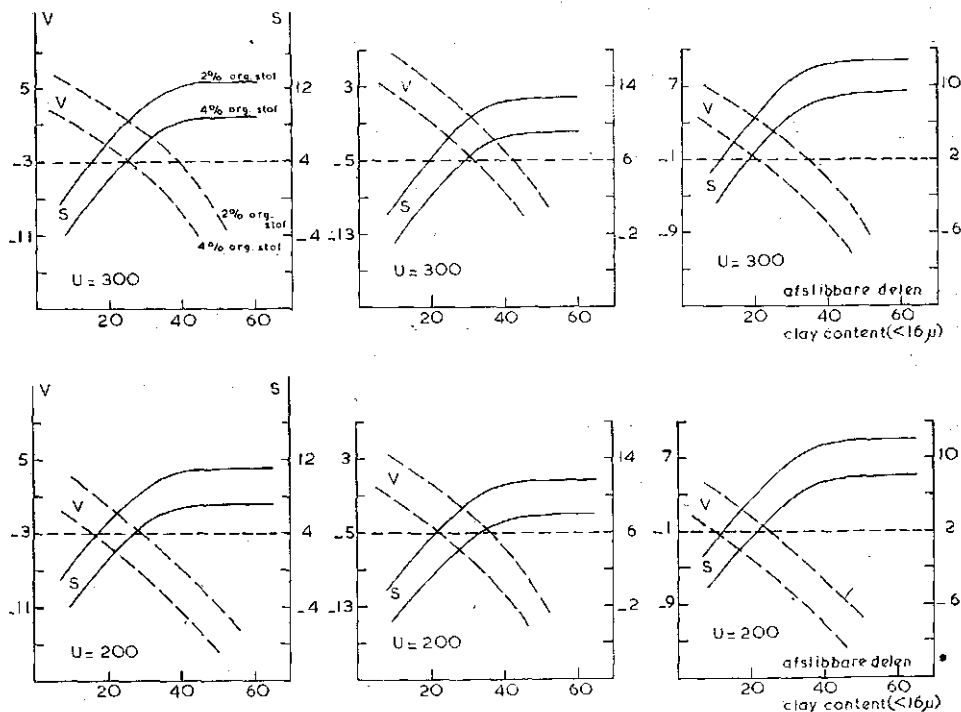 V S
5 12
-3 4
-11 -4
V
2% org. stof
4% org. stof
S
2% org. stof
4% org. stof
U = 300
20 40 60
3 14
-5 6
-13 -2
V
S
U = 300
20 40 60
7 10
-1 2
-9 -6
V
S
U = 300
afslibbare delen
20 40 60
clay content(<16µ)
V S
5 12
-3 4
-11 -4
V
S
U = 200
20 40 60
3 14
-5 6
-13 -2
V
S
U = 200
20 40 60
7 10
-1 2
-9 -6
V
S
U = 200
afslibbare delen
20 40 60
clay content(<16µ)